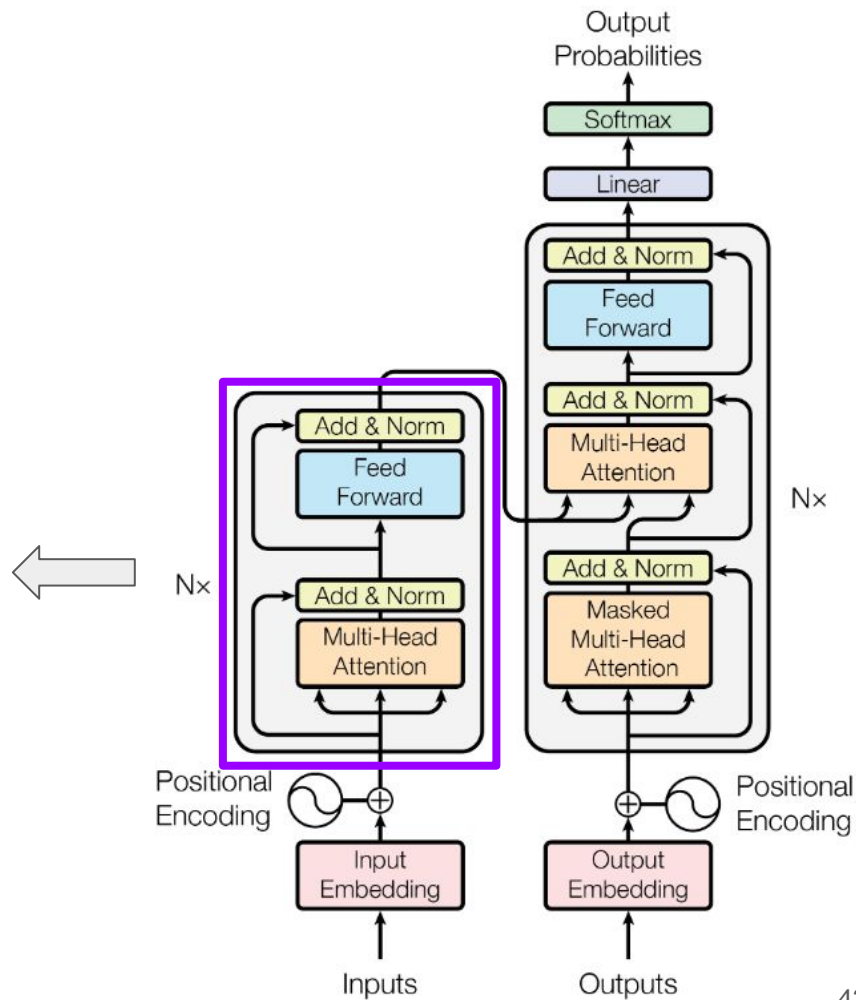 Output
Probabilities
Softmax
Linear
Add & Norm
Feed
Forward
Add & Norm
Multi-Head
Attention
Nx
Add & Norm
Masked
Multi-Head
Attention
Positional
Encoding
Output
Embedding
Outputs
Add & Norm
Feed
Forward
Nx
Add & Norm
Multi-Head
Attention
Positional
Encoding
Input
Embedding
Inputs